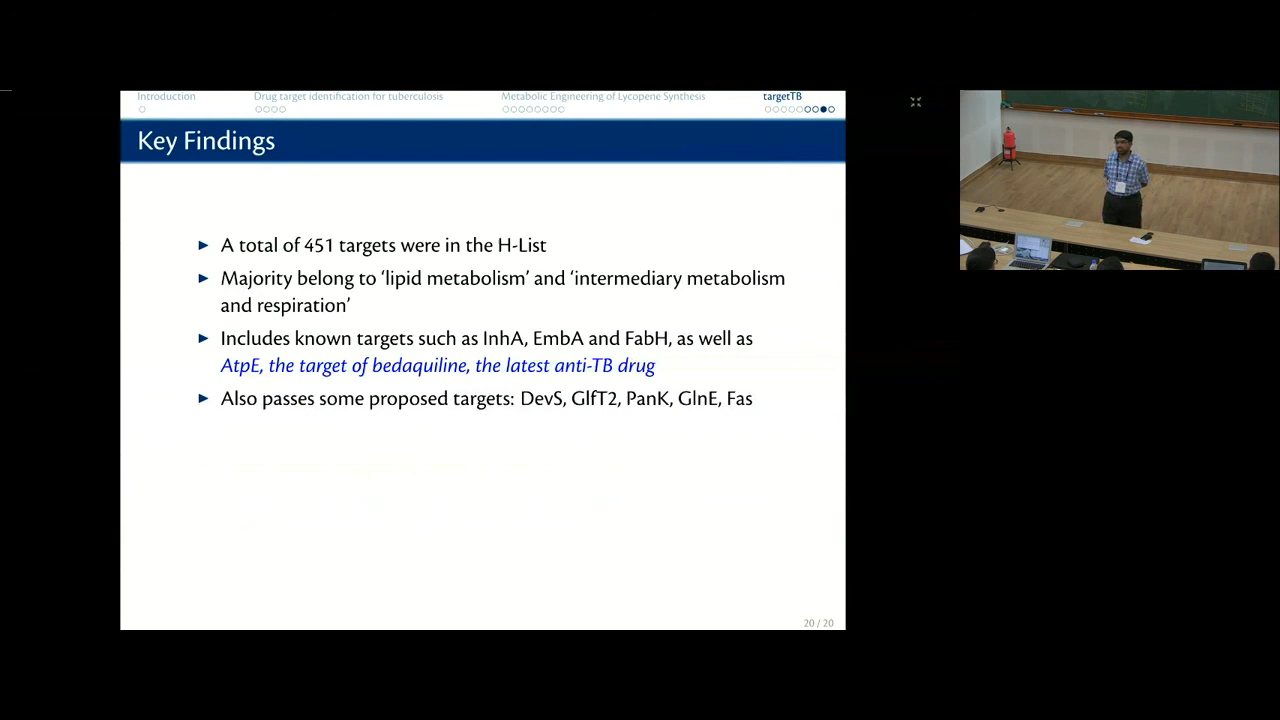 Introduction
Drug target identification for tuberculosis
Metabolic Engineering of Lycopene Synthesis
targetTB
Key Findings
A total of 451 targets were in the H-List
Majority belong to ‘lipid metabolism’ and ‘intermediary metabolism
and respiration’
Includes known targets such as InhA, EmbA and FabH, as well as
AtpE, the target of bedaquiline, the latest anti-TB drug
Also passes some proposed targets: DevS, GlfT2, PanK, GlnE, Fas
20 / 20